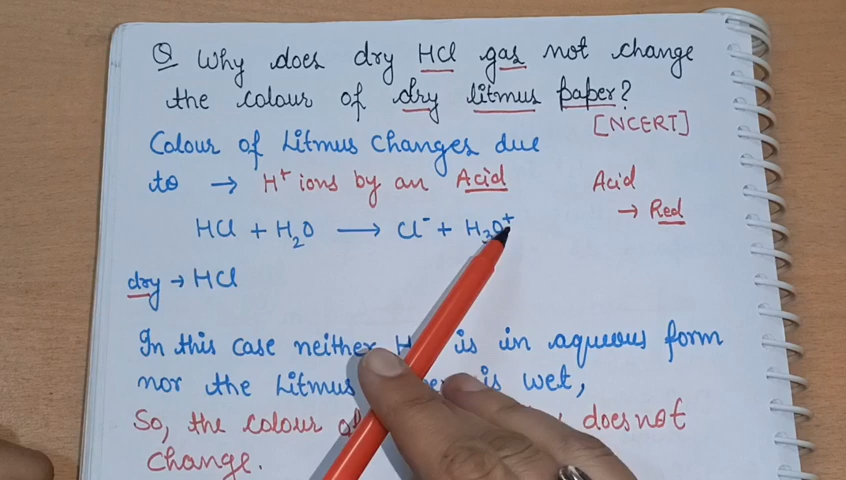 Q Why does dry HCl gas not change
the colour of dry litmus paper?
[NCERT]
Colour of Litmus Changes due
to → H⁺ ions by an Acid
Acid
→ Red
HCl + H₂O → Cl⁻ + H₃O⁺
dry → HCl
In this case neither is in aqueous form
nor the Litmus is wet,
So, the colour does not
change.